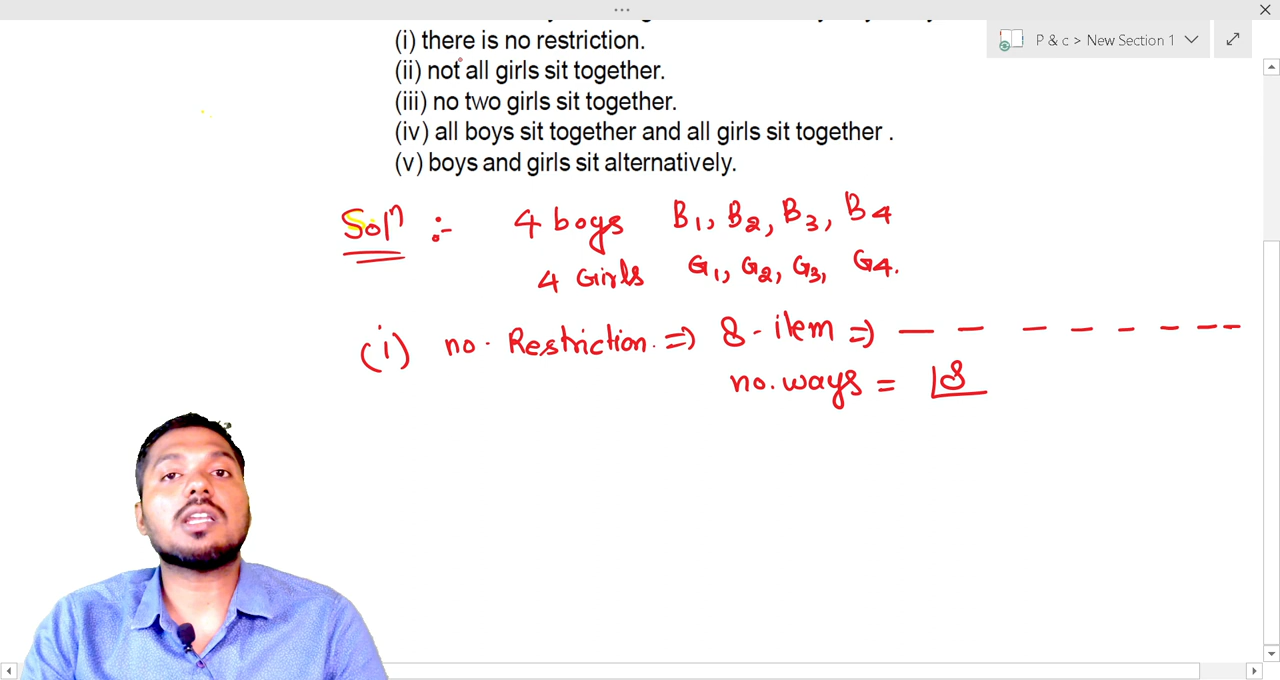 P & c > New Section 1
(i) there is no restriction.
(ii) not all girls sit together.
(iii) no two girls sit together.
(iv) all boys sit together and all girls sit together .
(v) boys and girls sit alternatively.
Solⁿ :- 4 boys B1, B2, B3, B4
4 Girls G1, G2, G3, G4.
(i) no. Restriction. => 8 - item => — — — — — — — —
no. ways = |8